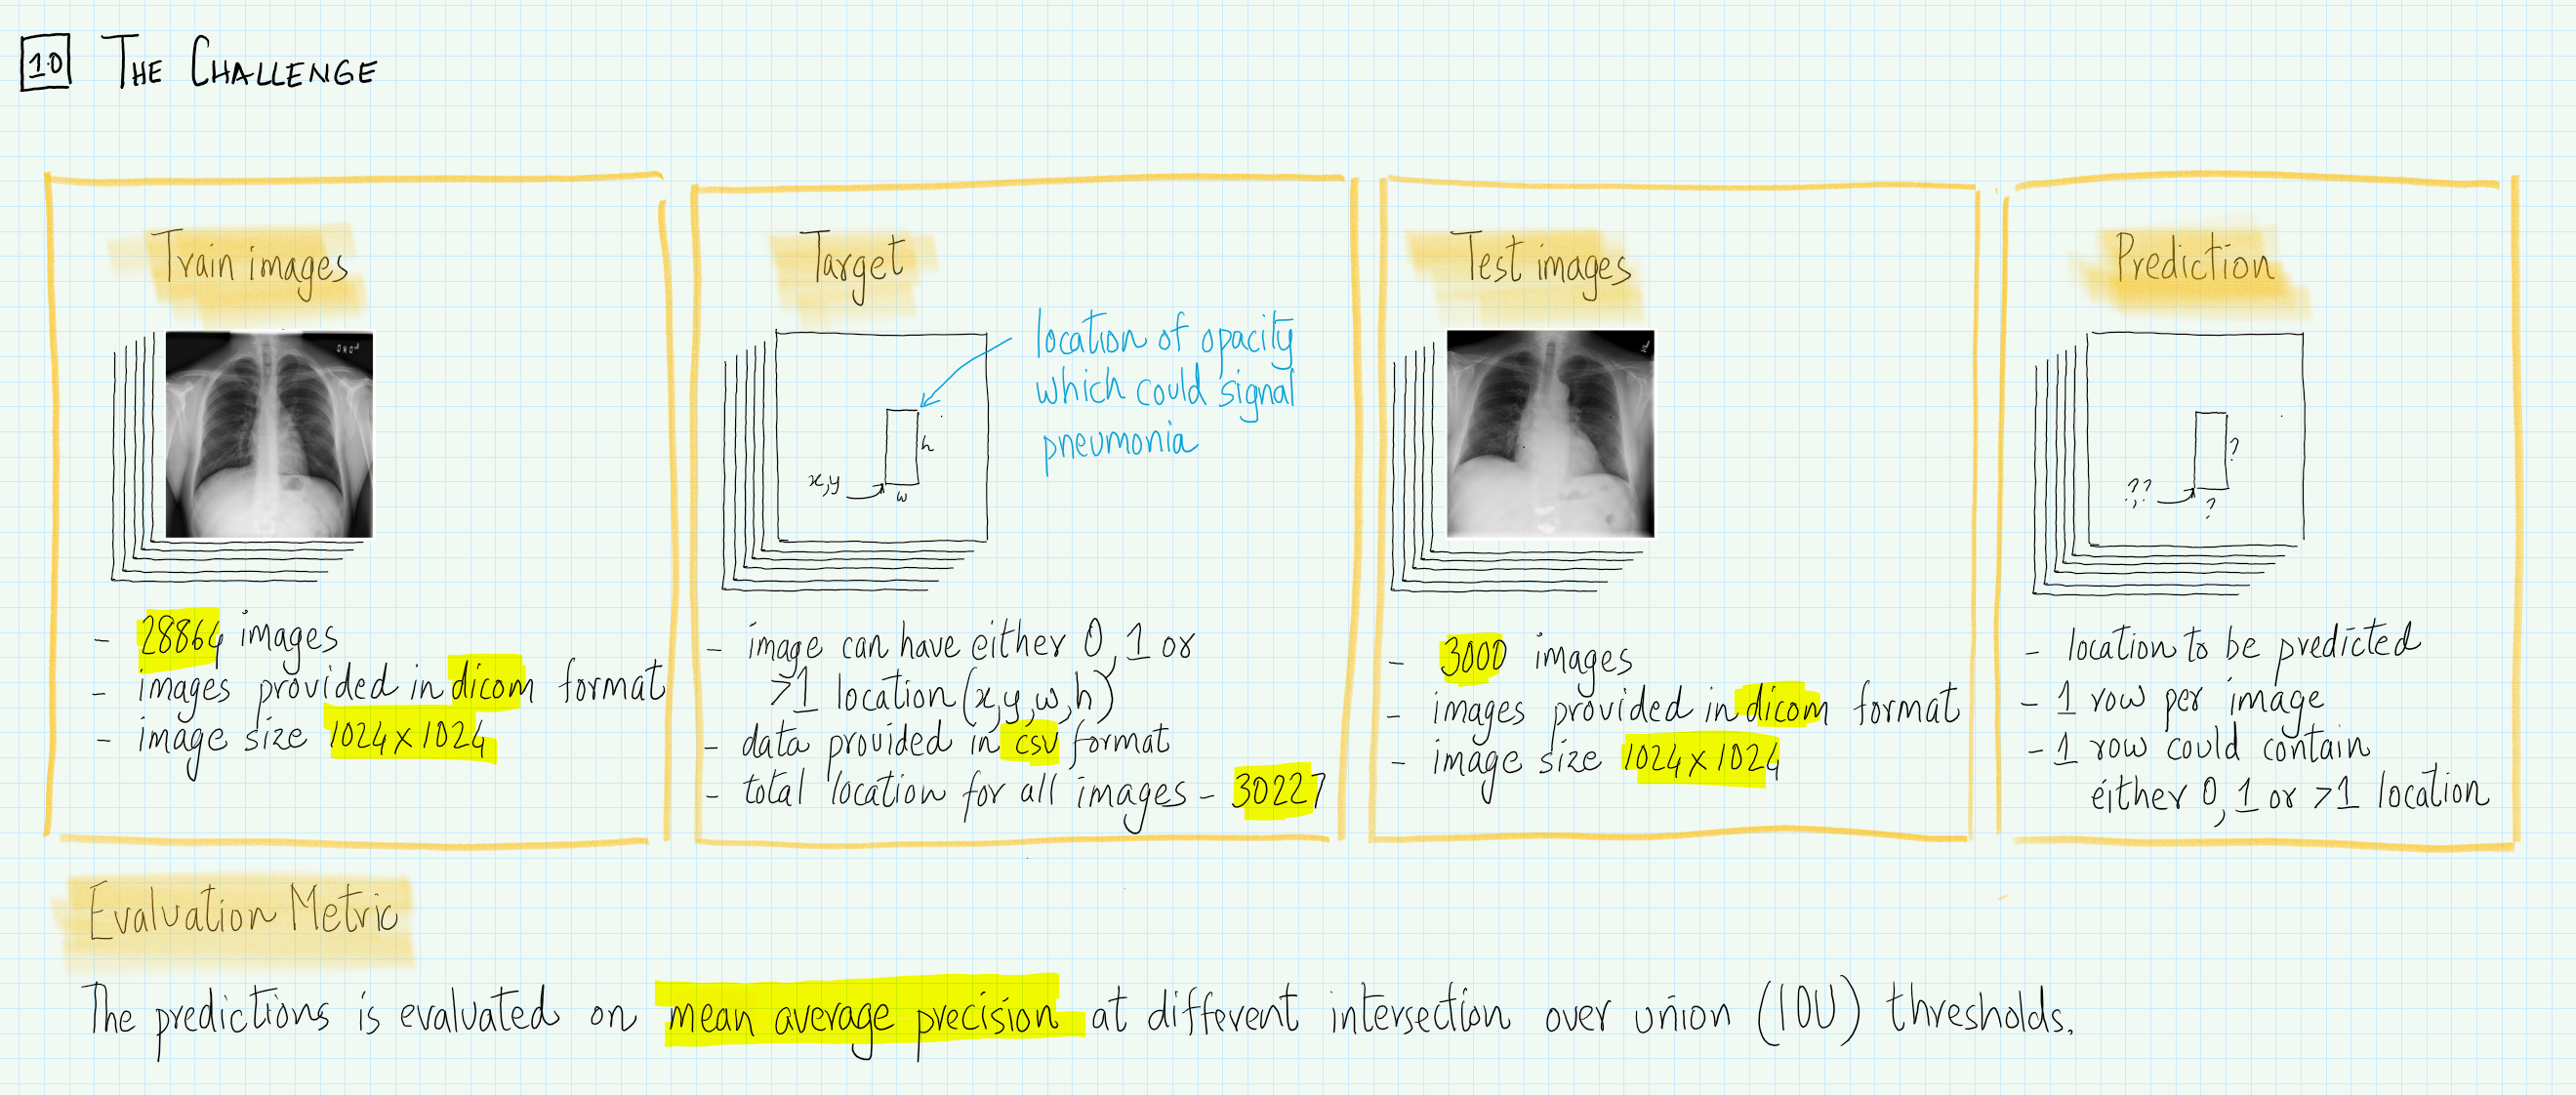 1.0 THE CHALLENGE
Train images
- 28864 images
- images provided in dicom format
- image size 1024 x 1024
Target
location of opacity
which could signal
pneumonia
h
x,y
w
- image can have either 0, 1 or
>1 location (x,y,w,h)
- data provided in csv format
- total location for all images - 30227
Test images
- 3000 images
- images provided in dicom format
- image size 1024 x 1024
Prediction
?
?,?
?
- location to be predicted
- 1 row per image
- 1 row could contain
either 0, 1 or >1 location
Evaluation Metric
The predictions is evaluated on mean average precision at different intersection over union (IOU) thresholds.